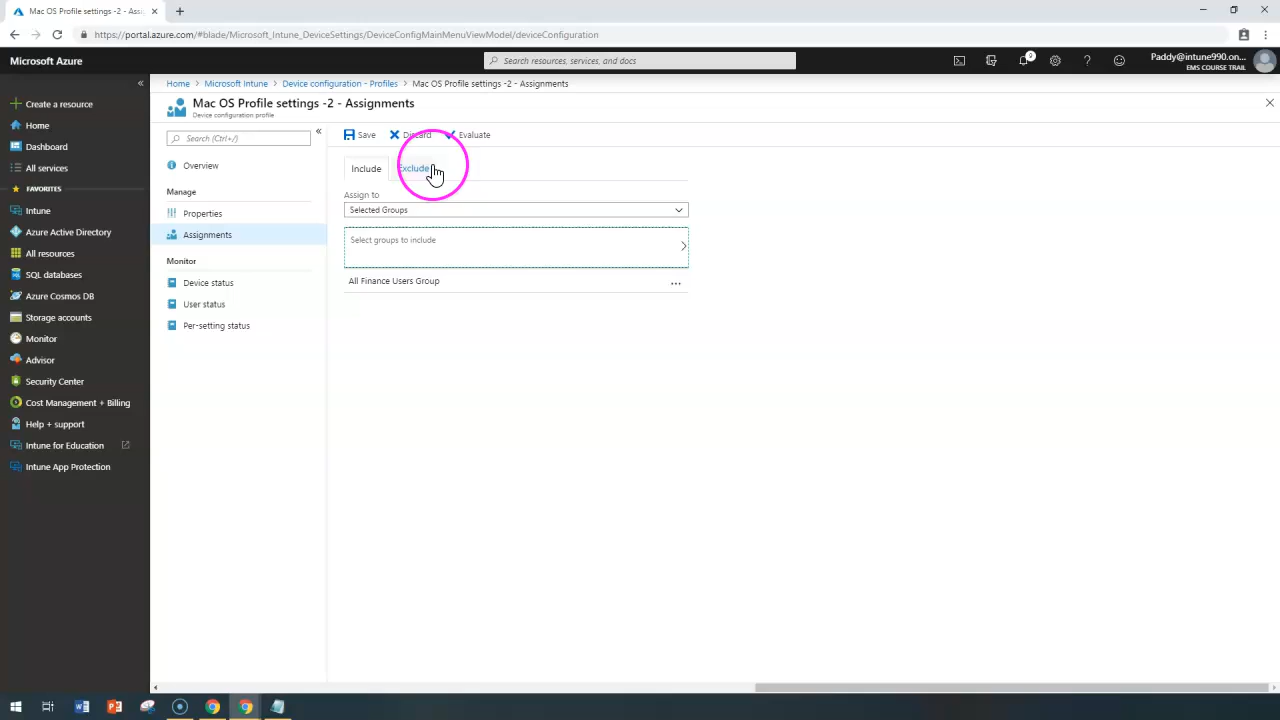 Mac OS Profile settings -2 - Assi
https://portal.azure.com/#blade/Microsoft_Intune_DeviceSettings/DeviceConfigMainMenuViewModel/deviceConfiguration
Microsoft Azure
Search resources, services, and docs
Paddy@intune990.on...
EMS COURSE TRAIL
Home > Microsoft Intune > Device configuration - Profiles > Mac OS Profile settings -2 - Assignments
Mac OS Profile settings -2 - Assignments
Device configuration profile
Create a resource
Home
Dashboard
All services
FAVORITES
Intune
Azure Active Directory
All resources
SQL databases
Azure Cosmos DB
Storage accounts
Monitor
Advisor
Security Center
Cost Management + Billing
Help + support
Intune for Education
Intune App Protection
Search (Ctrl+/)
Overview
Manage
Properties
Assignments
Monitor
Device status
User status
Per-setting status
Save Discard Evaluate
Include Exclude
Assign to
Selected Groups
Select groups to include
All Finance Users Group ...